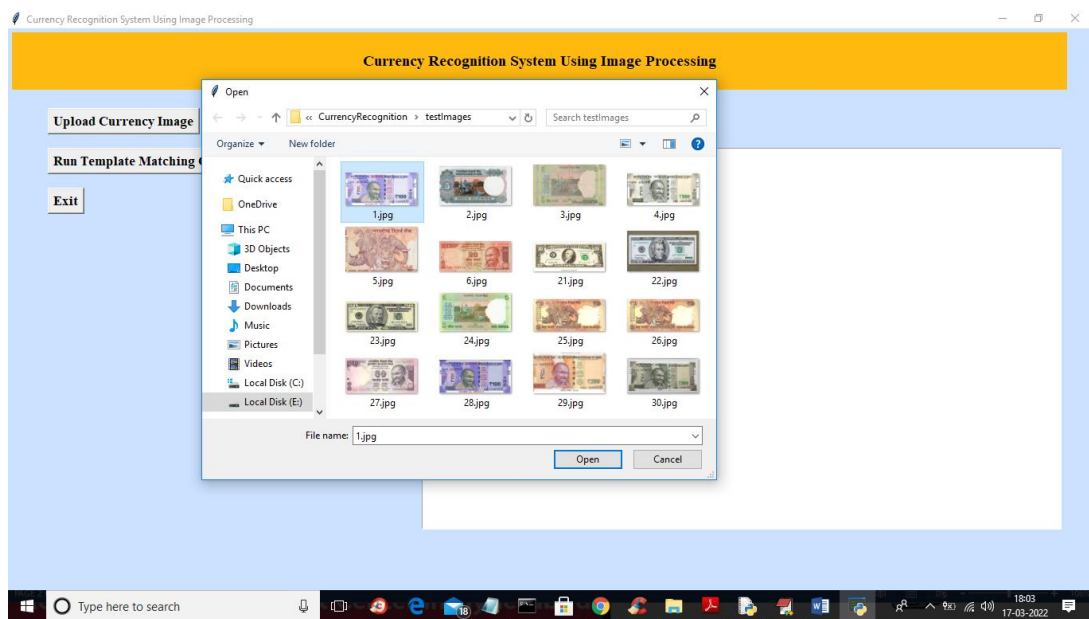 Currency Recognition System Using Image Processing
Currency Recognition System Using Image Processing
Open
Upload Currency Image
« CurrencyRecognition › testImages
Search testImages
Organize
New folder
Run Template Matching
Exit
Quick access
OneDrive
This PC
3D Objects
Desktop
Documents
Downloads
Music
Pictures
Videos
Local Disk (C:)
Local Disk (E:)
1.jpg
2.jpg
3.jpg
4.jpg
5.jpg
6.jpg
21.jpg
22.jpg
23.jpg
24.jpg
25.jpg
26.jpg
27.jpg
28.jpg
29.jpg
30.jpg
File name: 1.jpg
Open
Cancel
Type here to search
18
18:03
17-03-2022